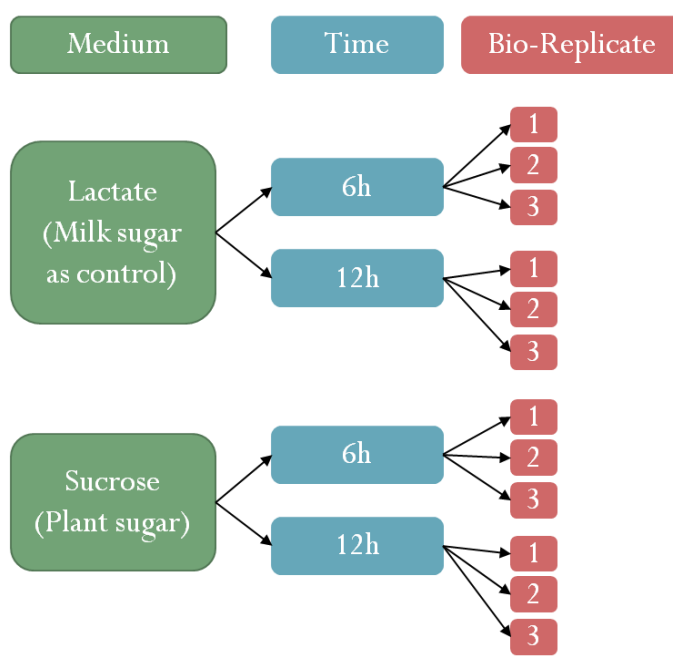 Medium
Time
Bio-Replicate
Lactate
(Milk sugar
as control)
6h
1
2
3
12h
1
2
3
Sucrose
(Plant sugar)
6h
1
2
3
12h
1
2
3